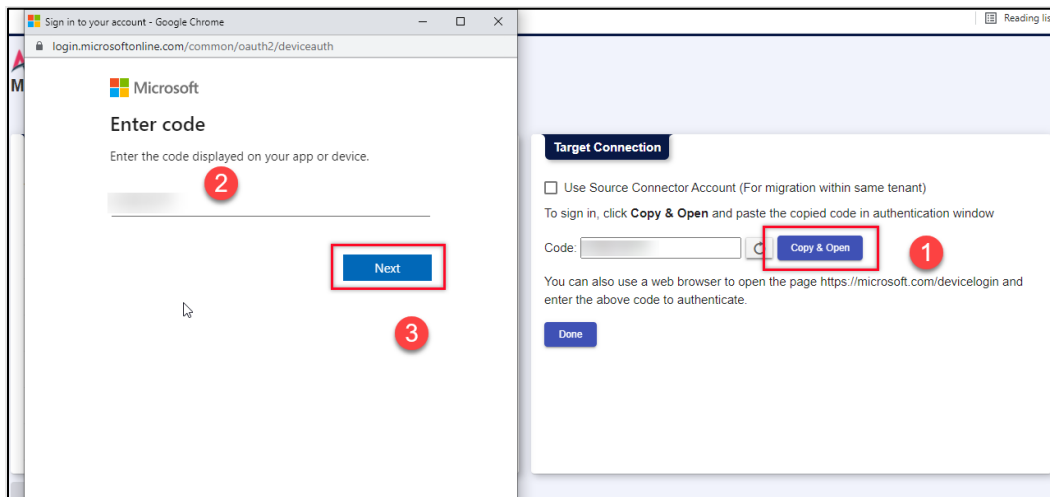 Sign in to your account - Google Chrome
login.microsoftonline.com/common/oauth2/deviceauth
Microsoft
Enter code
Enter the code displayed on your app or device.
2
Next
3
Reading lis
M
Target Connection
Use Source Connector Account (For migration within same tenant)
To sign in, click Copy & Open and paste the copied code in authentication window
Code:
Copy & Open
1
You can also use a web browser to open the page https://microsoft.com/devicelogin and
enter the above code to authenticate.
Done